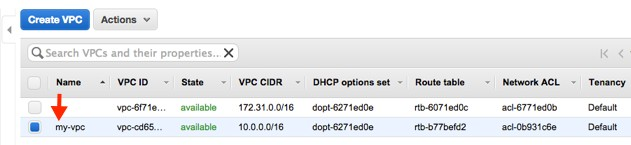 Create VPC Actions
Search VPCs and their properties...
Name VPC ID State VPC CIDR DHCP options set Route table Network ACL Tenancy
vpc-6f71e... available 172.31.0.0/16 dopt-6271ed0e rtb-6071ed0c acl-6771ed0b Default
my-vpc vpc-cd65... available 10.0.0.0/16 dopt-6271ed0e rtb-b77befd2 acl-0b931c6e Default